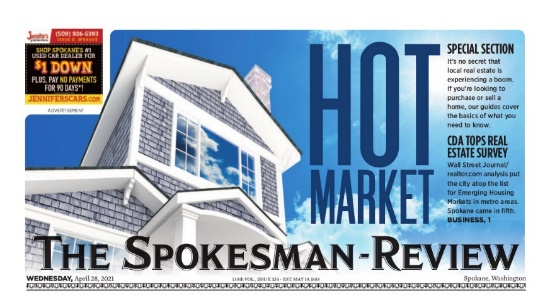 Jennifer's
(509) 926-5393
SHOP SPOKANE'S #1
USED CAR DEALER FOR
$1 DOWN
PLUS, PAY NO PAYMENTS
FOR 90 DAYS*!
JENNIFERSCARS.COM
ADVERTISEMENT
HOT
MARKET
SPECIAL SECTION
It's no secret that
local real estate is
experiencing a boom.
If you're looking to
purchase or sell a
home, our guides cover
the basics of what you
need to know.
CDA TOPS REAL
ESTATE SURVEY
Wall Street Journal/
realtor.com analysis put
the city atop the list
for Emerging Housing
Markets in metro areas.
Spokane came in fifth.
BUSINESS, 1
THE SPOKESMAN-REVIEW
WEDNESDAY, April 28, 2021
Spokane, Washington